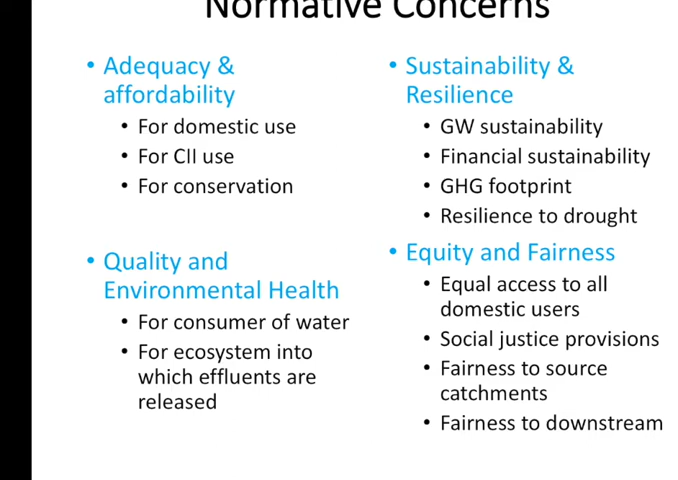 Normative Concerns
• Adequacy &
affordability
• For domestic use
• For CII use
• For conservation
• Quality and
Environmental Health
• For consumer of water
• For ecosystem into
which effluents are
released
• Sustainability &
Resilience
• GW sustainability
• Financial sustainability
• GHG footprint
• Resilience to drought
• Equity and Fairness
• Equal access to all
domestic users
• Social justice provisions
• Fairness to source
catchments
• Fairness to downstream